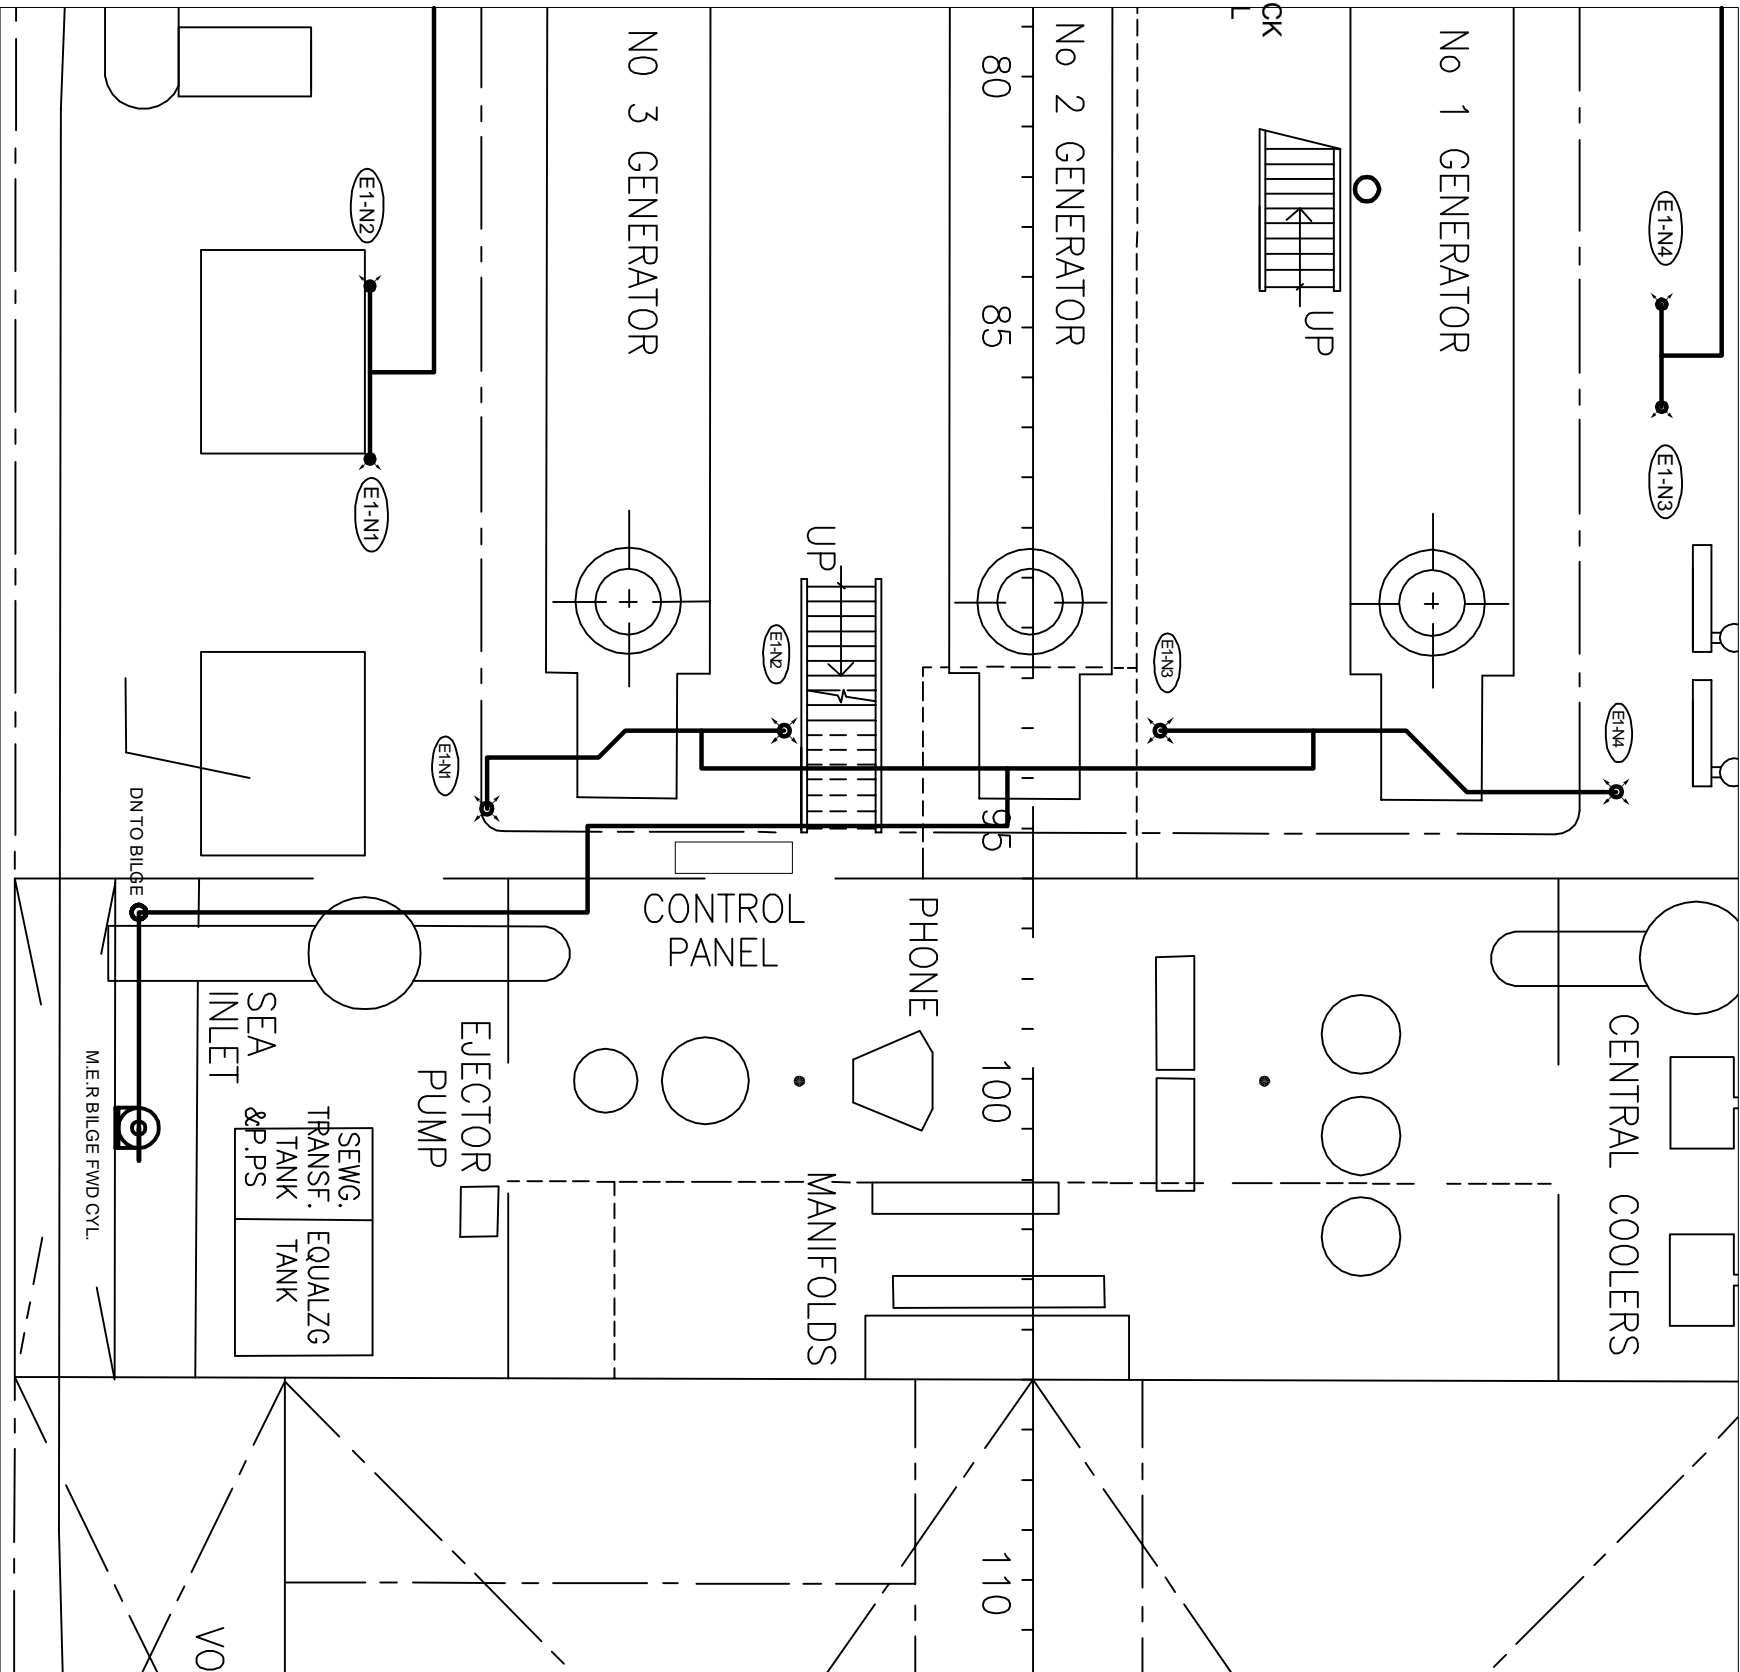 CK
L
No 1 GENERATOR
No 2 GENERATOR
NO 3 GENERATOR
80
85
95
100
110
UP
UP
E1-N2
E1-N1
E1-N4
E1-N3
E1-N2
E1-N3
E1-N4
E1-N1
DN TO BILGE
CONTROL
PANEL
PHONE
SEA
INLET
EJECTOR
PUMP
M.E.R BILGE FWD CYL.
SEWG.
TRANSF.
TANK
&P.PS
EQUALZG
TANK
MANIFOLDS
CENTRAL COOLERS
VO